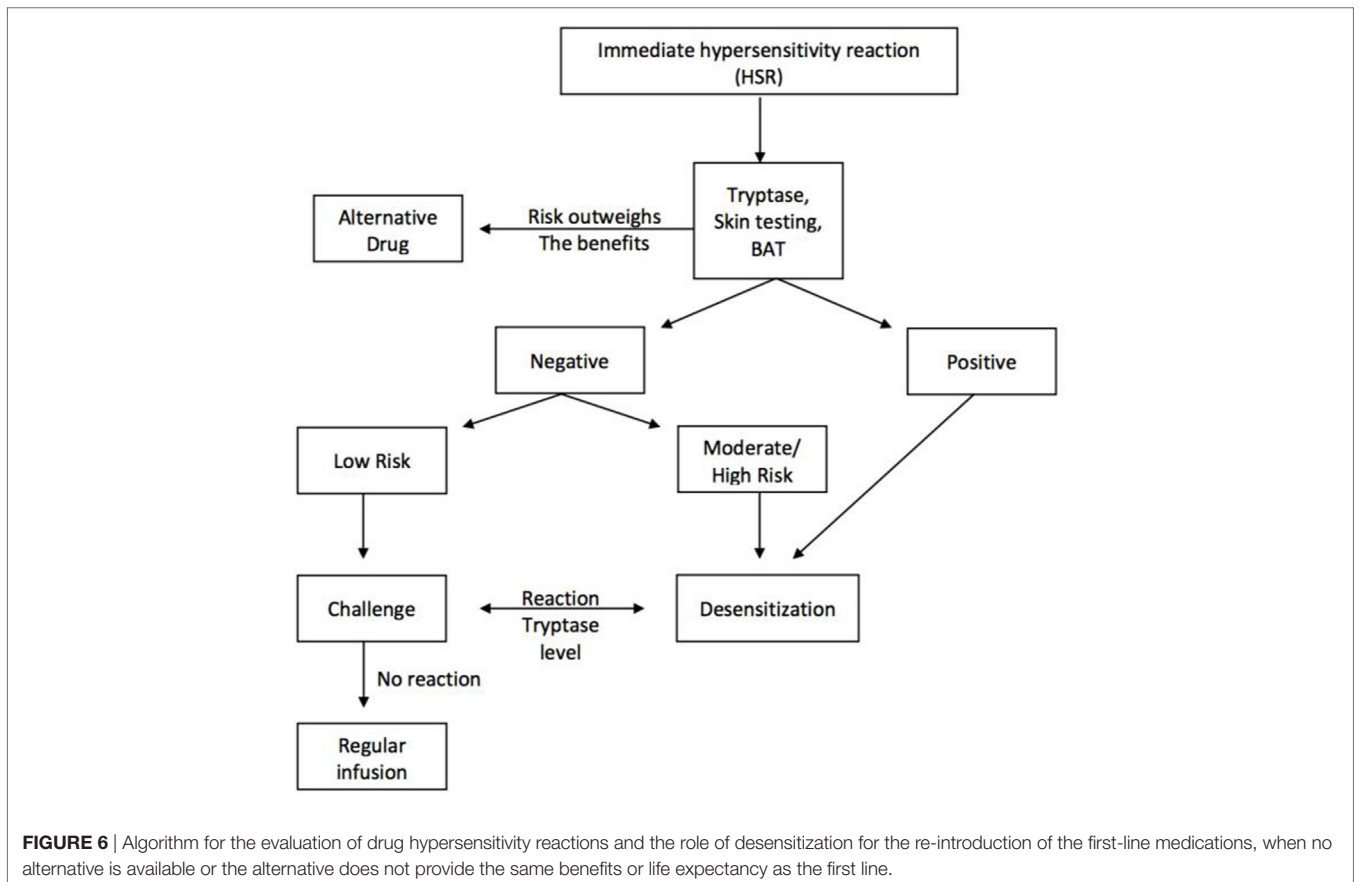 Immediate hypersensitivity reaction
(HSR)
Tryptase,
Skin testing,
BAT
Risk outweighs
The benefits
Alternative
Drug
Negative
Positive
Low Risk
Moderate/
High Risk
Challenge
Reaction
Tryptase
level
Desensitization
No reaction
Regular
infusion
FIGURE 6 | Algorithm for the evaluation of drug hypersensitivity reactions and the role of desensitization for the re-introduction of the first-line medications, when no
alternative is available or the alternative does not provide the same benefits or life expectancy as the first line.